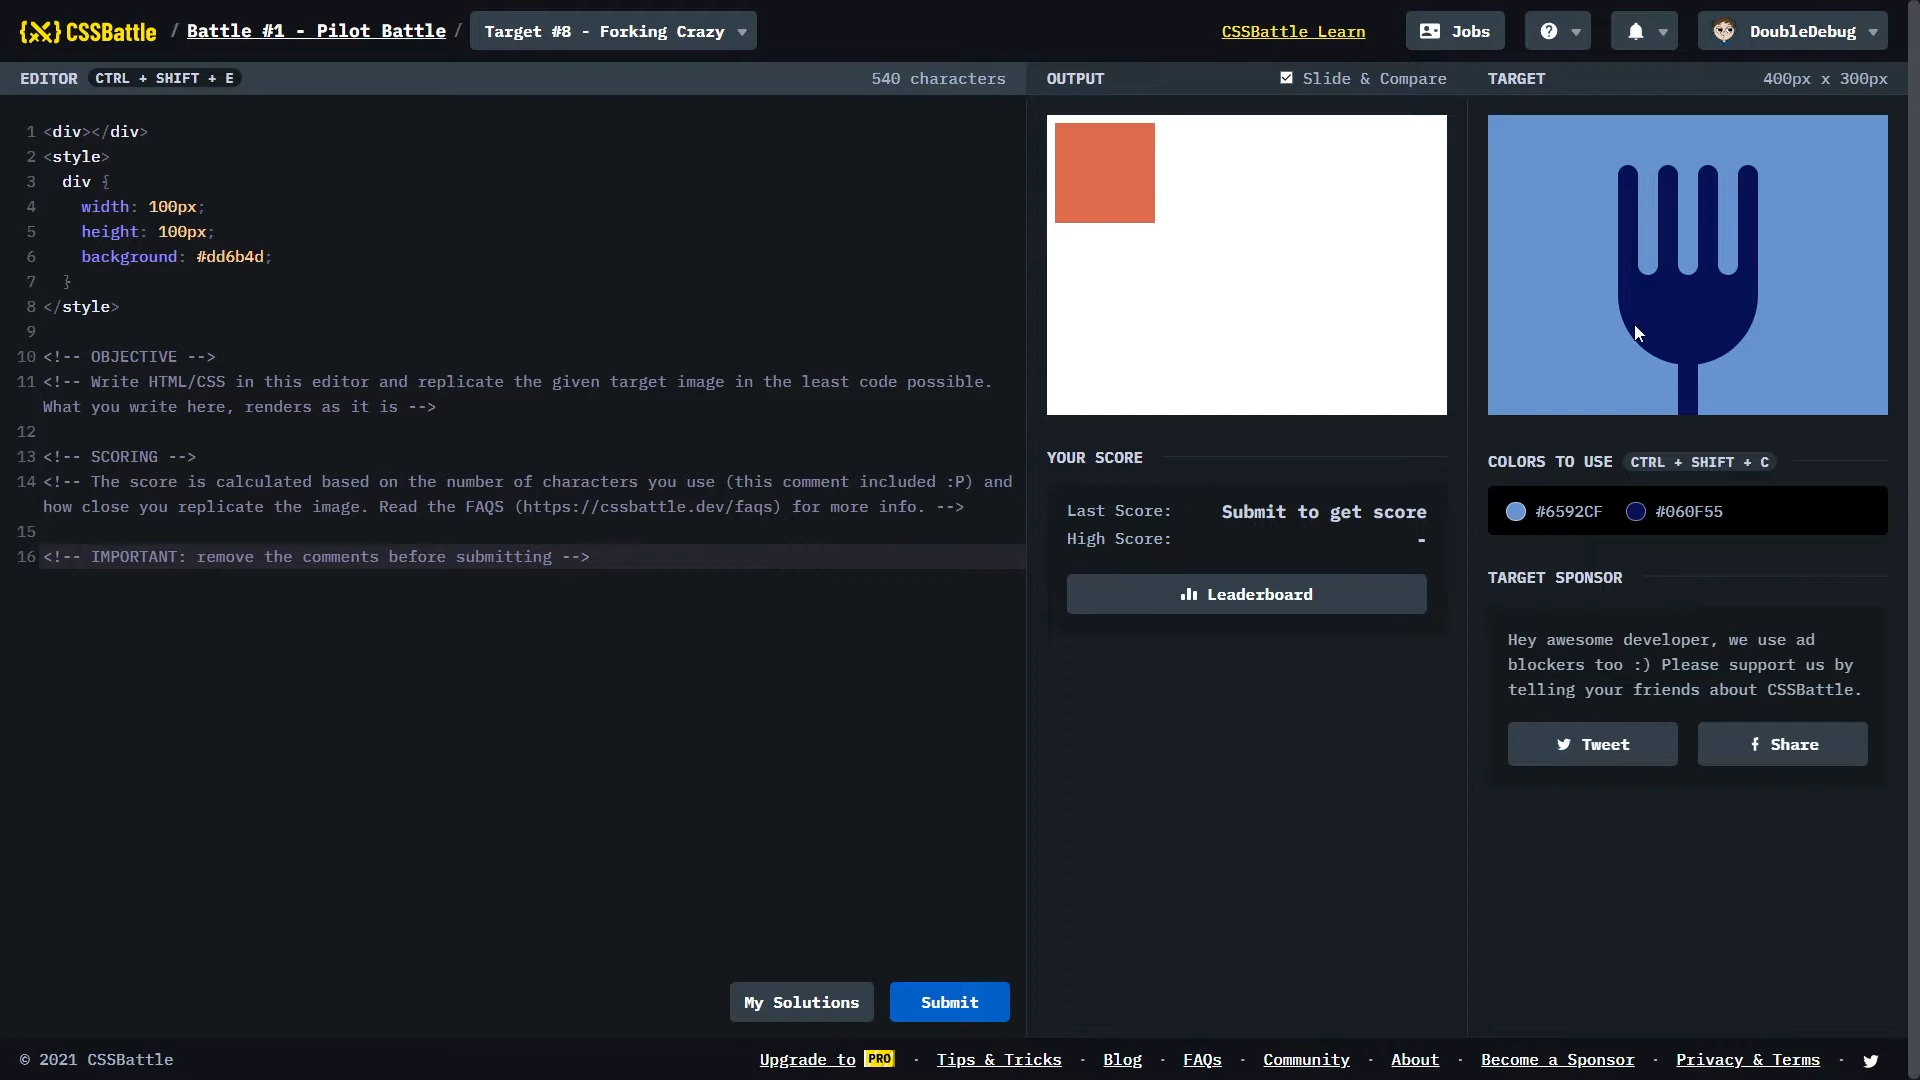 {X} CSSBattle / Battle #1 - Pilot Battle / Target #8 - Forking Crazy CSSBattle Learn Jobs DoubleDebug
EDITOR CTRL + SHIFT + E 540 characters OUTPUT Slide & Compare TARGET 400px x 300px
1 <div></div>
2 <style>
3 div {
4 width: 100px;
5 height: 100px;
6 background: #dd6b4d;
7 }
8 </style>
9
10 <!-- OBJECTIVE -->
11 <!-- Write HTML/CSS in this editor and replicate the given target image in the least code possible.
What you write here, renders as it is -->
12
13 <!-- SCORING -->
14 <!-- The score is calculated based on the number of characters you use (this comment included :P) and
how close you replicate the image. Read the FAQS (https://cssbattle.dev/faqs) for more info. -->
15
16 <!-- IMPORTANT: remove the comments before submitting -->
My Solutions Submit
YOUR SCORE
Last Score: Submit to get score
High Score: -
Leaderboard
COLORS TO USE CTRL + SHIFT + C
#6592CF #060F55
TARGET SPONSOR
Hey awesome developer, we use ad
blockers too :) Please support us by
telling your friends about CSSBattle.
Tweet Share
© 2021 CSSBattle Upgrade to PRO · Tips & Tricks · Blog · FAQs · Community · About · Become a Sponsor · Privacy & Terms ·